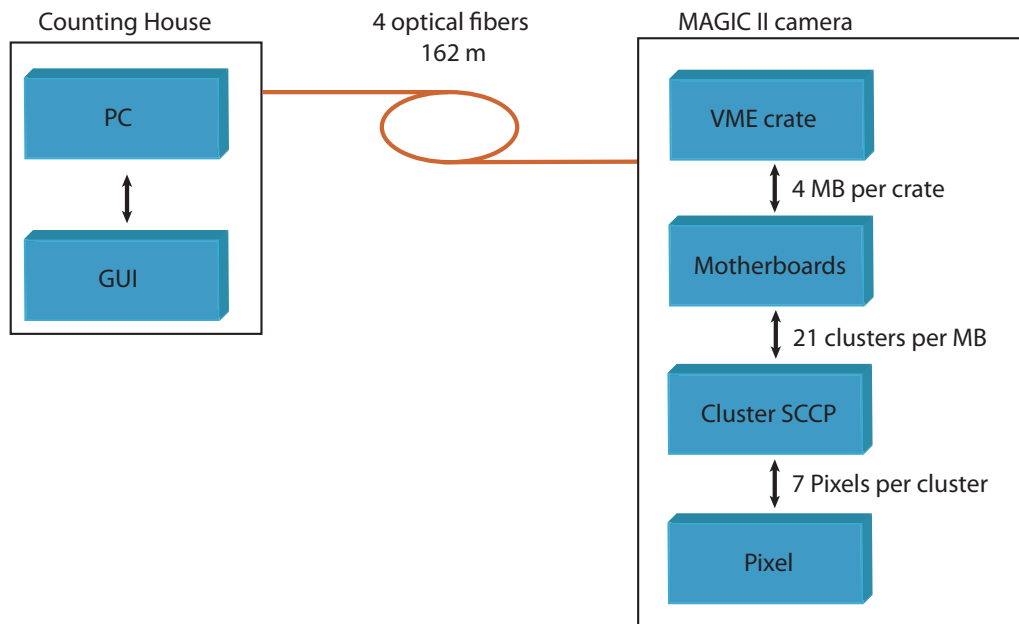 Counting House
PC
GUI
4 optical fibers
162 m
MAGIC II camera
VME crate
4 MB per crate
Motherboards
21 clusters per MB
Cluster SCCP
7 Pixels per cluster
Pixel